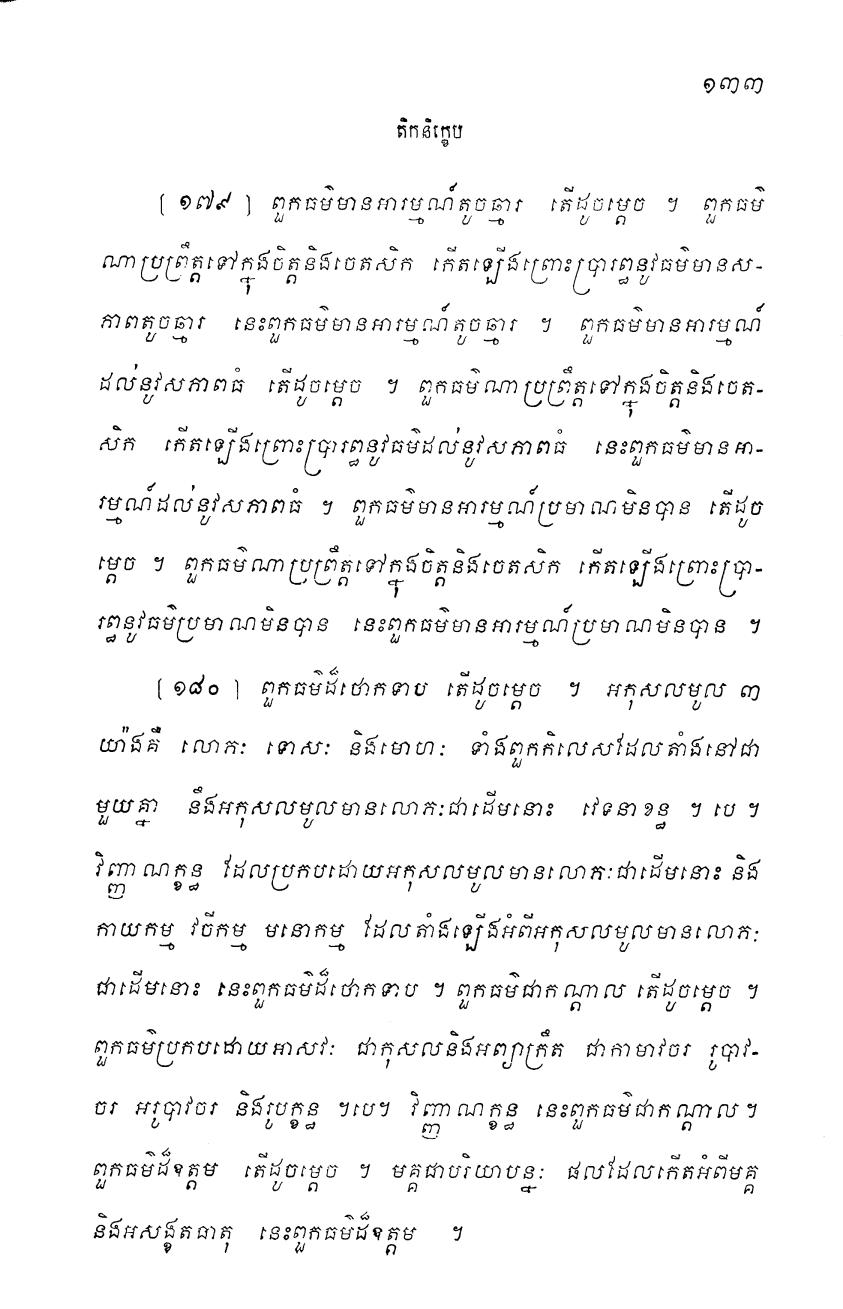 ១៣៣
តិកនិក្ខេប
[ ១៧៩ ] ពួកធម៌មានអារម្មណ៍តូចឆ្មារ តើដូចម្តេច ។ ពួកធម៌
ណាប្រព្រឹត្តទៅក្នុងចិត្តនិងចេតសិក កើតឡើងព្រោះប្រារព្ធនូវធម៌មានស-
ភាពតូចឆ្មារ នេះពួកធម៌មានអារម្មណ៍តូចឆ្មារ ។ ពួកធម៌មានអារម្មណ៍
ដល់នូវសភាពធំ តើដូចម្តេច ។ ពួកធម៌ណាប្រព្រឹត្តទៅក្នុងចិត្តនិងចេត-
សិក កើតឡើងព្រោះប្រារព្ធនូវធម៌ដល់នូវសភាពធំ នេះពួកធម៌មានអា-
រម្មណ៍ដល់នូវសភាពធំ ។ ពួកធម៌មានអារម្មណ៍ប្រមាណមិនបាន តើដូច
ម្តេច ។ ពួកធម៌ណាប្រព្រឹត្តទៅក្នុងចិត្តនិងចេតសិក កើតឡើងព្រោះប្រា-
រព្ធនូវធម៌ប្រមាណមិនបាន នេះពួកធម៌មានអារម្មណ៍ប្រមាណមិនបាន ។
[ ១៨០ ] ពួកធម៌ដ៏ថោកទាប តើដូចម្តេច ។ អកុសលមូល ៣
យ៉ាងគឺ លោភៈ ទោសៈ និងមោហៈ ទាំងពួកកិលេសដែលតាំងនៅជា
មួយគ្នា នឹងអកុសលមូលមានលោភៈជាដើមនោះ វេទនាខន្ធ ។ បេ ។
វិញ្ញាណក្ខន្ធ ដែលប្រកបដោយអកុសលមូលមានលោភៈជាដើមនោះ និង
កាយកម្ម វចីកម្ម មនោកម្ម ដែលតាំងឡើងអំពីអកុសលមូលមានលោភៈ
ជាដើមនោះ នេះពួកធម៌ដ៏ថោកទាប ។ ពួកធម៌ជាកណ្តាល តើដូចម្តេច ។
ពួកធម៌ប្រកបដោយអាសវៈ ជាកុសលនិងអព្យាក្រឹត ជាកាមាវចរ រូបាវ-
ចរ អរូបាវចរ និងរូបក្ខន្ធ ។បេ។ វិញ្ញាណក្ខន្ធ នេះពួកធម៌ជាកណ្តាល ។
ពួកធម៌ដ៏ឧត្តម តើដូចម្តេច ។ មគ្គជាបរិយាបន្នៈ ផលដែលកើតអំពីមគ្គ
និងអសង្ខតធាតុ នេះពួកធម៌ដ៏ឧត្តម ។